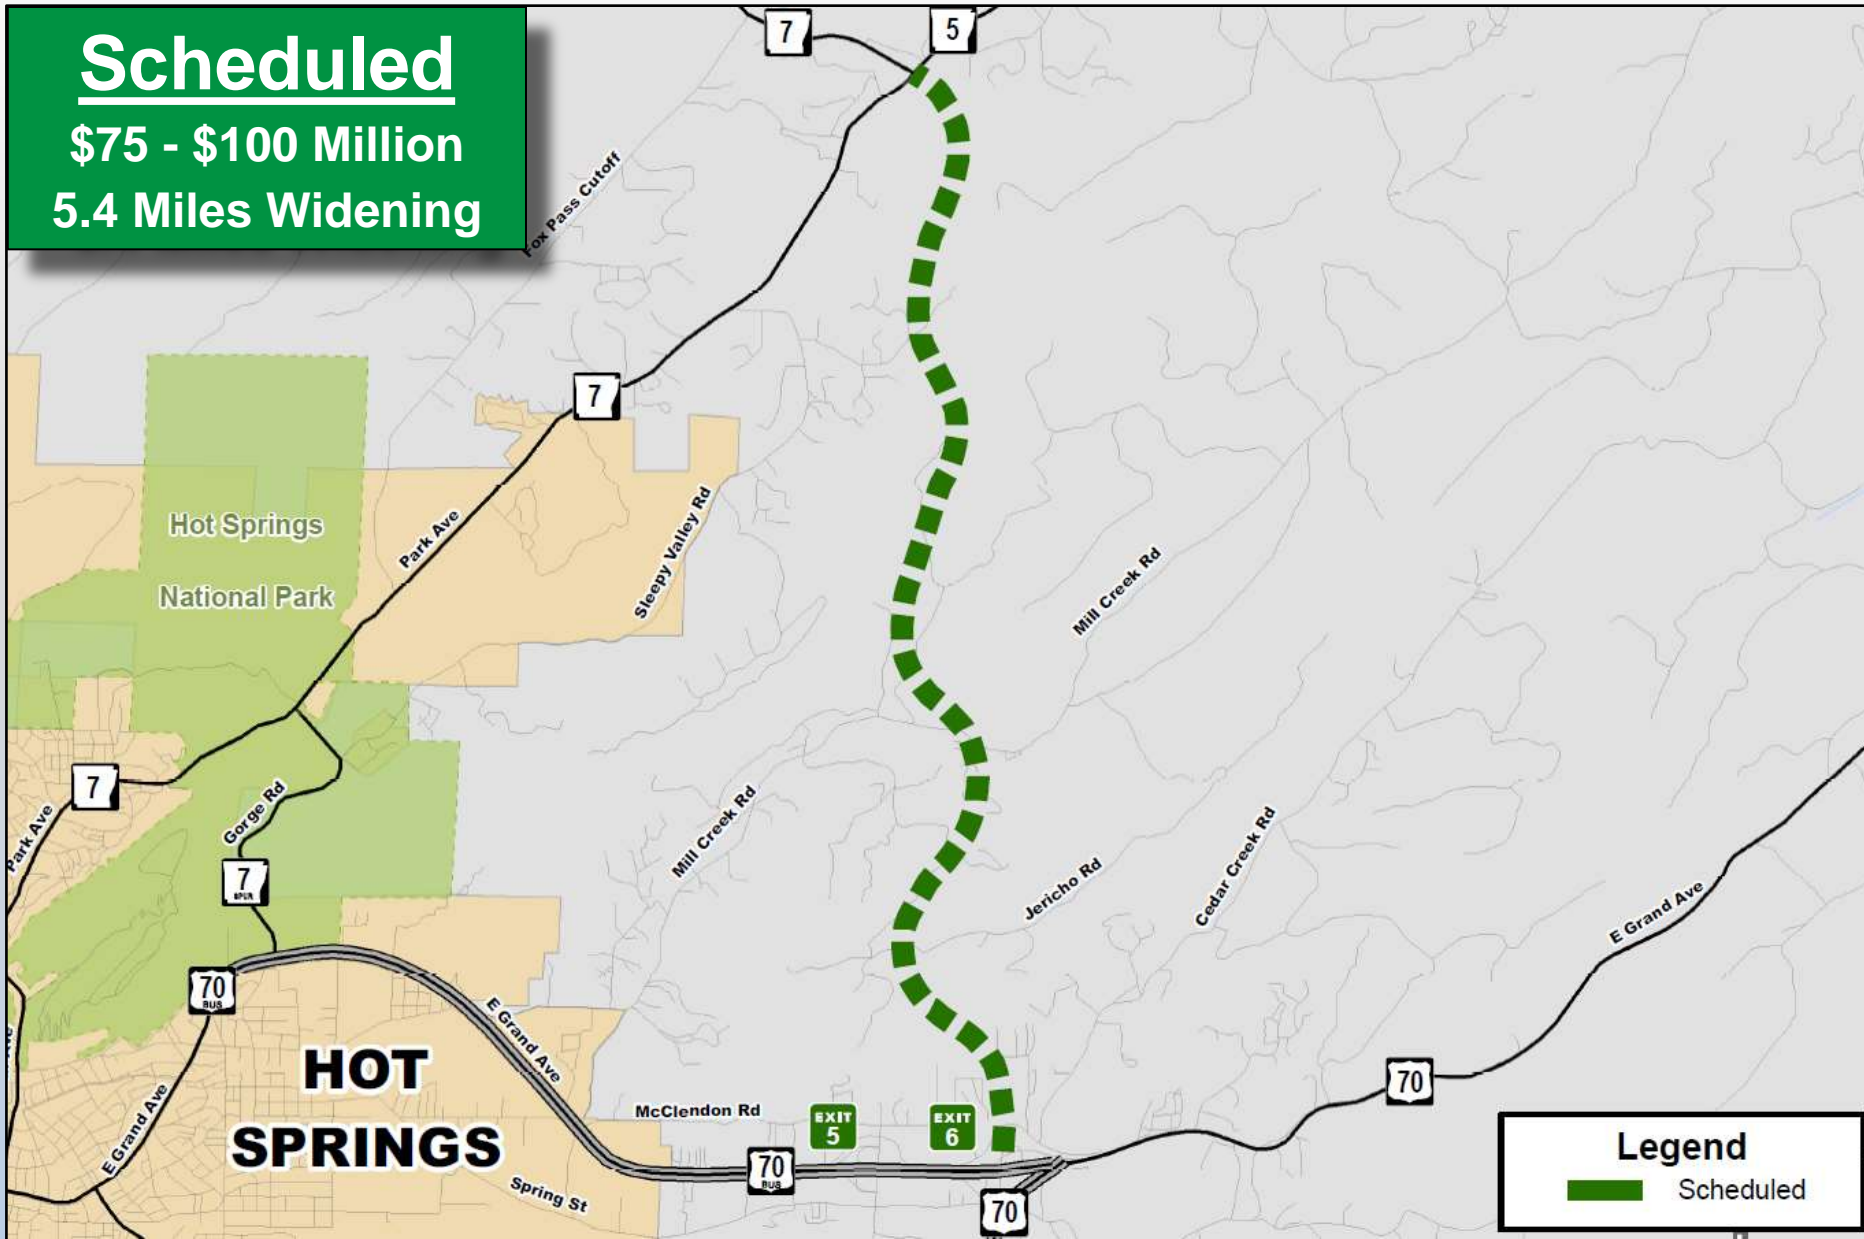 Scheduled
$75 - $100 Million
5.4 Miles Widening
7
5
Fox Pass Cutoff
7
Hot Springs
National Park
Park Ave
Sleepy Valley Rd
Mill Creek Rd
7
Park Ave
Gorge Rd
7
SPUR
Mill Creek Rd
Jericho Rd
Cedar Creek Rd
E Grand Ave
70
BUS
E Grand Ave
HOT
SPRINGS
E Grand Ave
McClendon Rd
EXIT
5
EXIT
6
70
BUS
Spring St
70
70
Legend
Scheduled